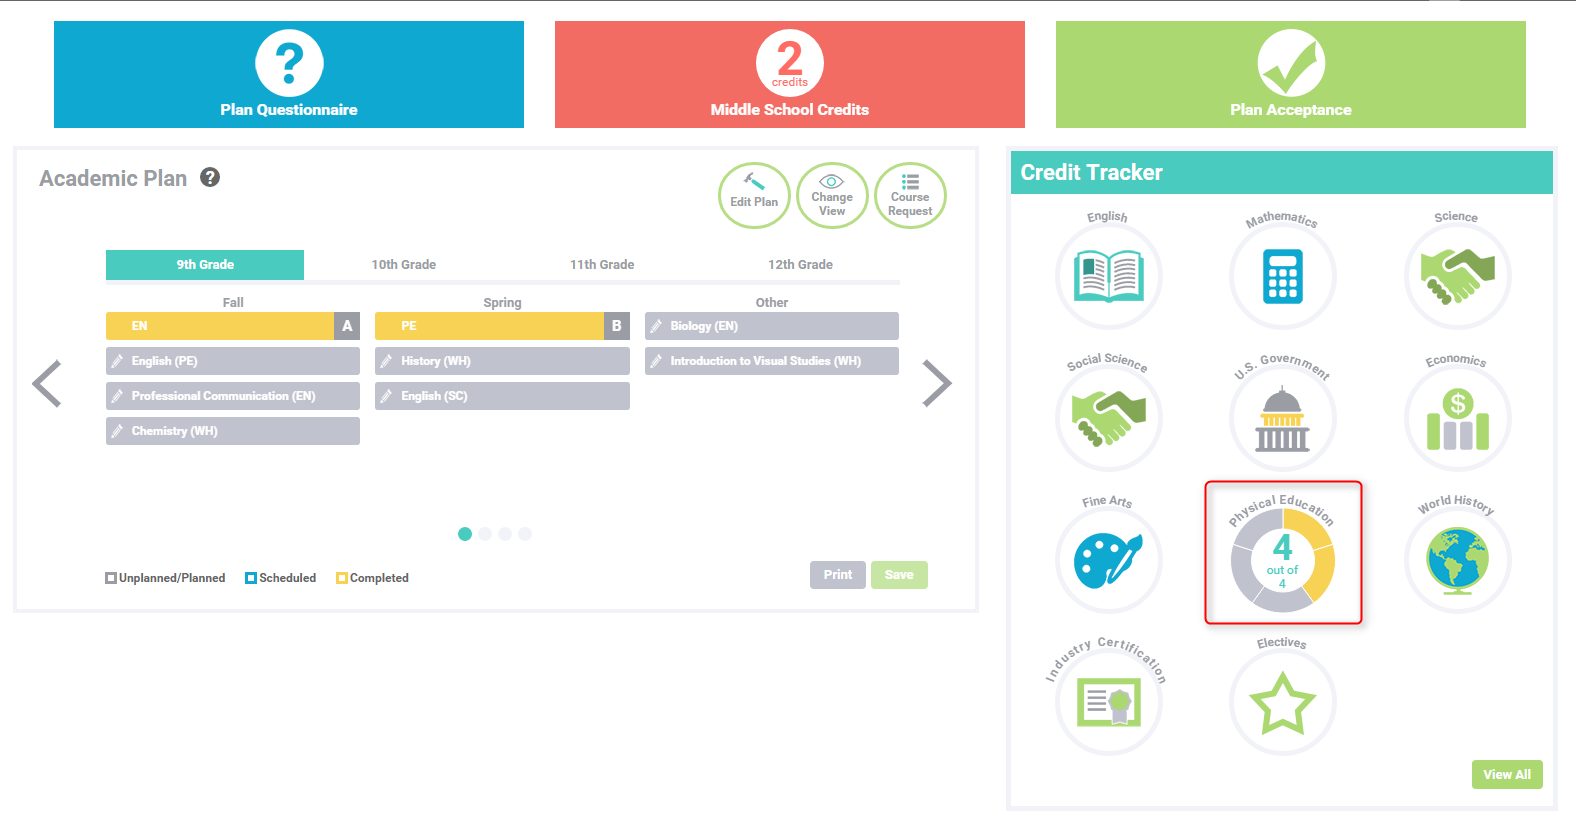 ?
Plan Questionnaire
2
credits
Middle School Credits
Plan Acceptance
Academic Plan ?
Edit Plan
Change
View
Course
Request
9th Grade
10th Grade
11th Grade
12th Grade
Fall
EN A
English (PE)
Professional Communication (EN)
Chemistry (WH)
Spring
PE B
History (WH)
English (SC)
Other
Biology (EN)
Introduction to Visual Studies (WH)
Unplanned/Planned
Scheduled
Completed
Print
Save
Credit Tracker
English
Mathematics
Science
Social Science
U.S. Government
Economics
$
Fine Arts
Physical Education
4
out of
4
World History
Industry Certification
Electives
View All